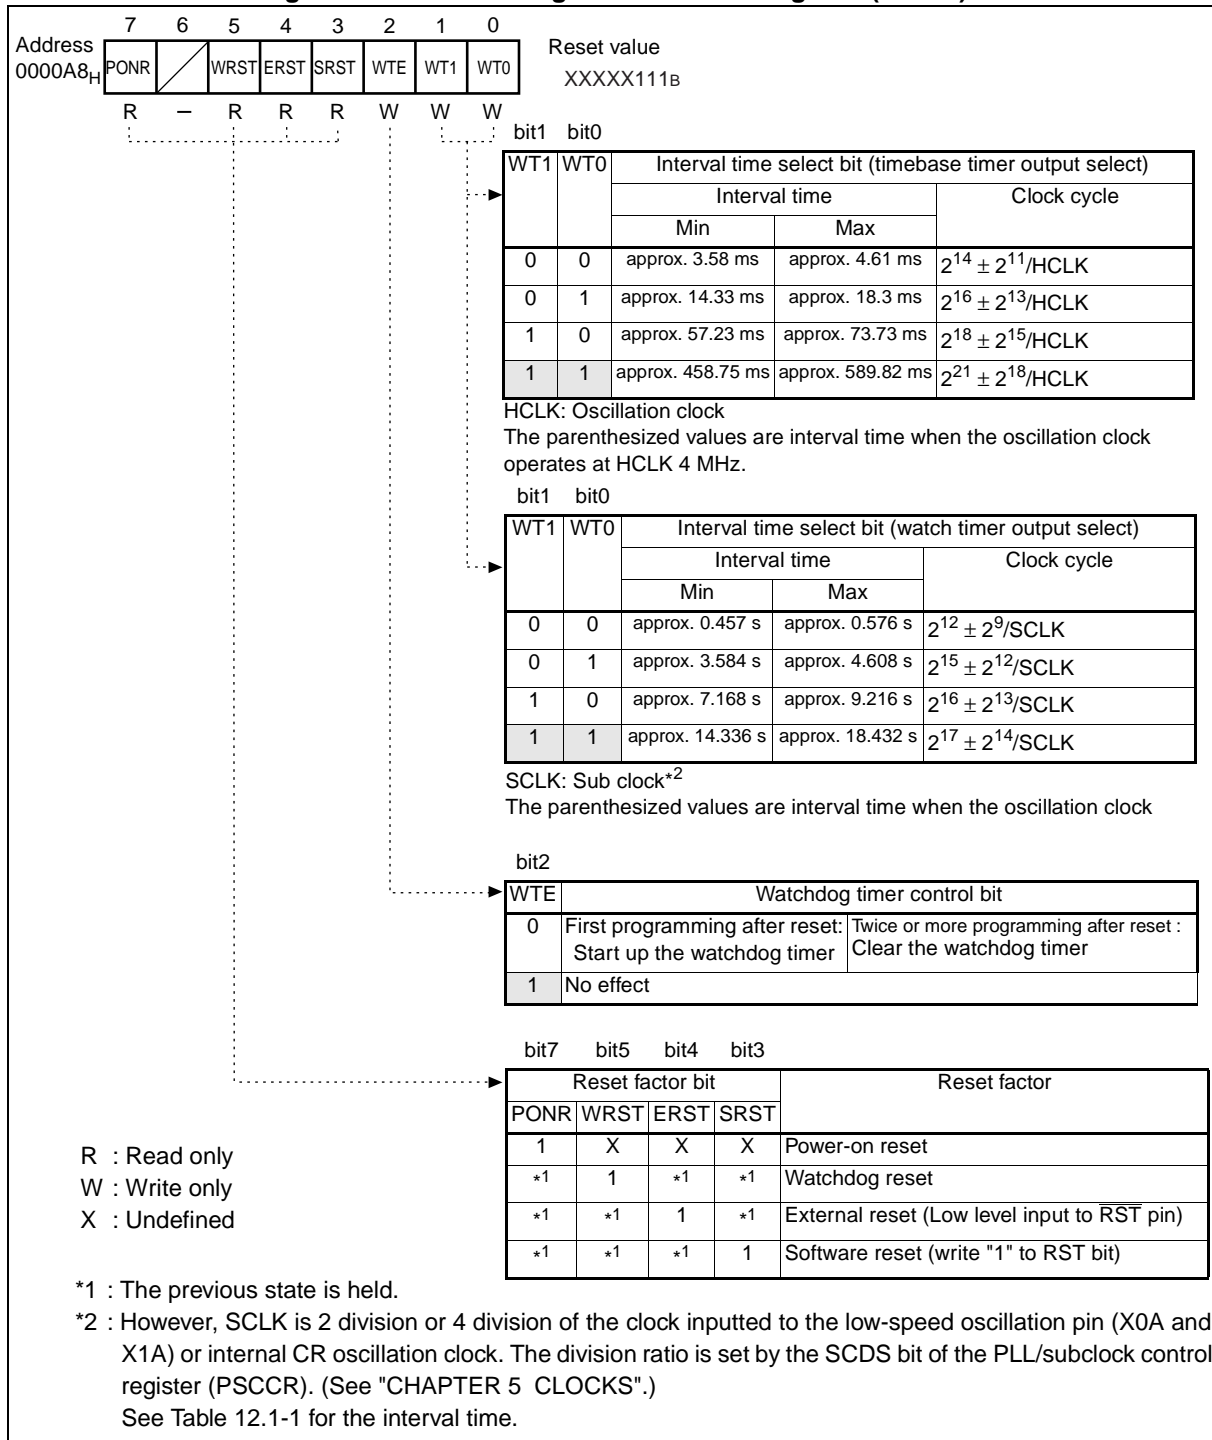 7 6 5 4 3 2 1 0
Address
0000A8H PONR WRST ERST SRST WTE WT1 WT0
Reset value
XXXXX111B
R – R R R W W W
bit1 bit0
WT1 WT0 Interval time select bit (timebase timer output select)
Interval time Clock cycle
Min Max
0 0 approx. 3.58 ms approx. 4.61 ms 2^14 ± 2^11/HCLK
0 1 approx. 14.33 ms approx. 18.3 ms 2^16 ± 2^13/HCLK
1 0 approx. 57.23 ms approx. 73.73 ms 2^18 ± 2^15/HCLK
1 1 approx. 458.75 ms approx. 589.82 ms 2^21 ± 2^18/HCLK
HCLK: Oscillation clock
The parenthesized values are interval time when the oscillation clock
operates at HCLK 4 MHz.
bit1 bit0
WT1 WT0 Interval time select bit (watch timer output select)
Interval time Clock cycle
Min Max
0 0 approx. 0.457 s approx. 0.576 s 2^12 ± 2^9/SCLK
0 1 approx. 3.584 s approx. 4.608 s 2^15 ± 2^12/SCLK
1 0 approx. 7.168 s approx. 9.216 s 2^16 ± 2^13/SCLK
1 1 approx. 14.336 s approx. 18.432 s 2^17 ± 2^14/SCLK
SCLK: Sub clock*2
The parenthesized values are interval time when the oscillation clock
bit2
WTE Watchdog timer control bit
0 First programming after reset: Twice or more programming after reset :
Start up the watchdog timer Clear the watchdog timer
1 No effect
bit7 bit5 bit4 bit3
Reset factor bit Reset factor
PONR WRST ERST SRST
1 X X X Power-on reset
*1 1 *1 *1 Watchdog reset
*1 *1 1 *1 External reset (Low level input to RST pin)
*1 *1 *1 1 Software reset (write "1" to RST bit)
R : Read only
W : Write only
X : Undefined
*1 : The previous state is held.
*2 : However, SCLK is 2 division or 4 division of the clock inputted to the low-speed oscillation pin (X0A and
X1A) or internal CR oscillation clock. The division ratio is set by the SCDS bit of the PLL/subclock control
register (PSCCR). (See "CHAPTER 5 CLOCKS".)
See Table 12.1-1 for the interval time.